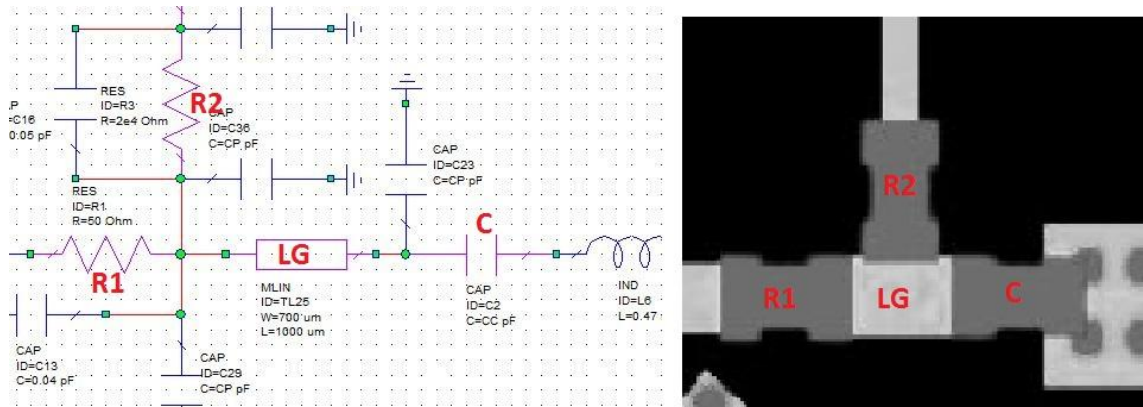 RES
ID=R3
R=2e4 Ohm
R2
CAP
ID=C36
C=CP pF
=C16
0.05 pF
CAP
ID=C23
C=CP pF
RES
ID=R1
R=50 Ohm
R1
LG
C
MLIN
ID=TL25
W=700 um
L=1000 um
CAP
ID=C2
C=CC pF
IND
ID=L6
L=0.47
CAP
ID=C13
C=0.04 pF
CAP
ID=C29
C=CP pF
R2
R1
LG
C